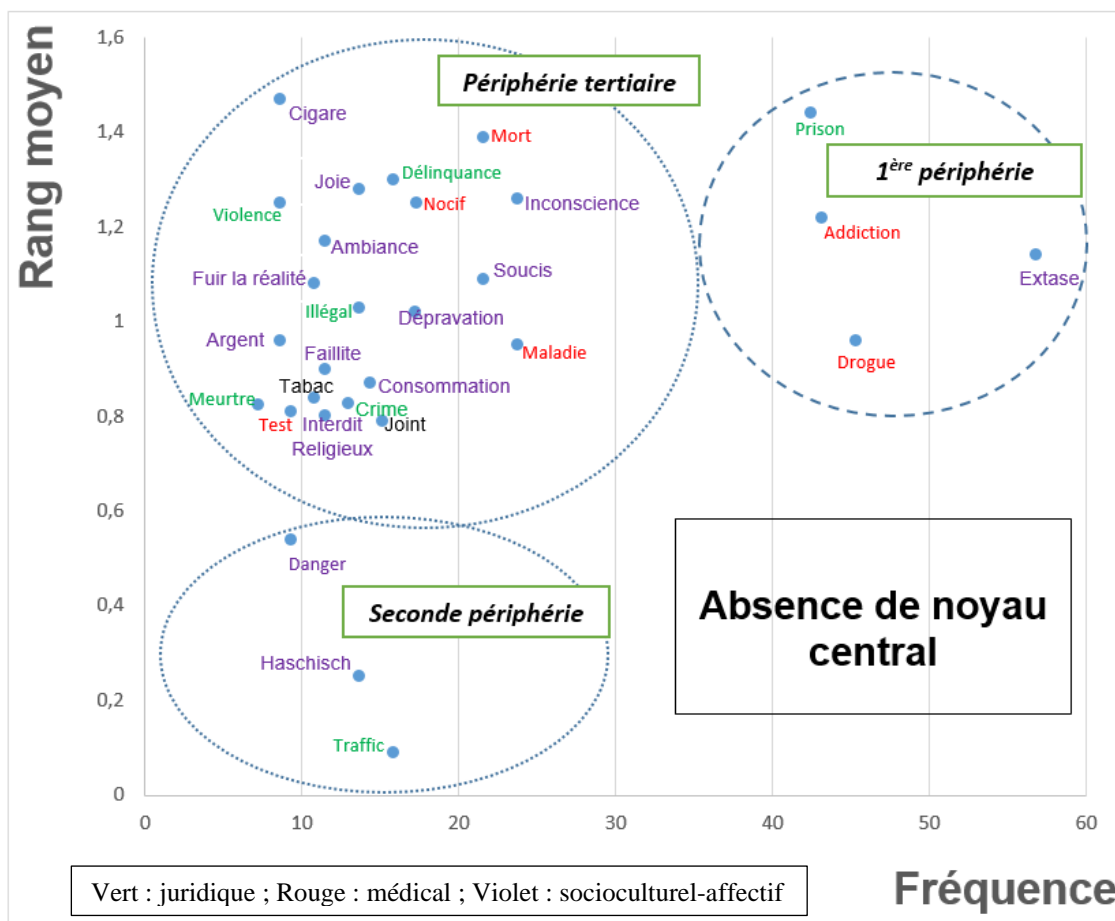 Rang moyen
1,6
1,4
1,2
1
0,8
0,6
0,4
0,2
0
Périphérie tertiaire
Cigare
Mort
Prison
Joie
Délinquance
1ère périphérie
Violence
Nocif
Inconscience
Addiction
Ambiance
Fuir la réalité
Soucis
Extase
Illégal
Dépravation
Argent
Faillite
Maladie
Drogue
Tabac
Consommation
Meurtre
Crime
Test
Interdit
Religieux
Joint
Danger
Seconde périphérie
Absence de noyau
central
Haschisch
Traffic
0
10
20
30
40
50
60
Vert : juridique ; Rouge : médical ; Violet : socioculturel-affectif
Fréquence